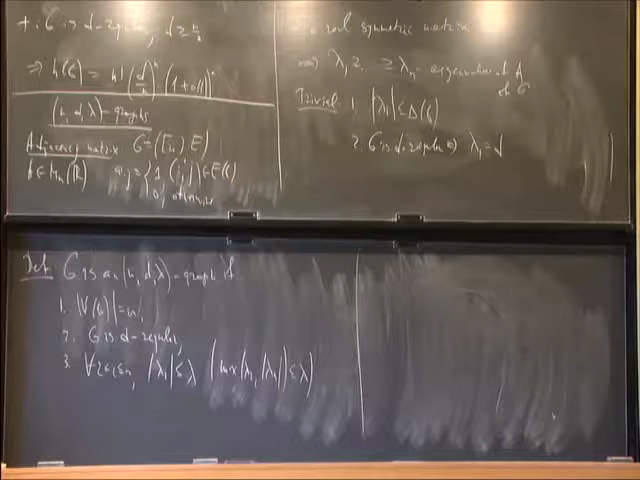 + : G is d-regular, d ≥ n/2
⇒ h(G) = n! (d/n)^n (1+o(1))^n
(n, d, λ)-graphs
Adjacency matrix G=([n], E)
A∈M_n(ℝ) a_ij = { 1, (i,j)∈E(G)
0, otherwise
real symmetric matrix
⇒ λ_1 ≥ ... ≥ λ_n - eigenvalues of A
of G
Trivial: 1. |λ_i| ≤ Δ(G)
2. G is d-regular ⇒ λ_1 = d
Def G is an (n, d, λ)-graph if
1. |V(G)|=n,
2. G is d-regular,
3. ∀ 2≤i≤n, |λ_i| ≤ λ (max(λ_2, |λ_n|) ≤ λ)